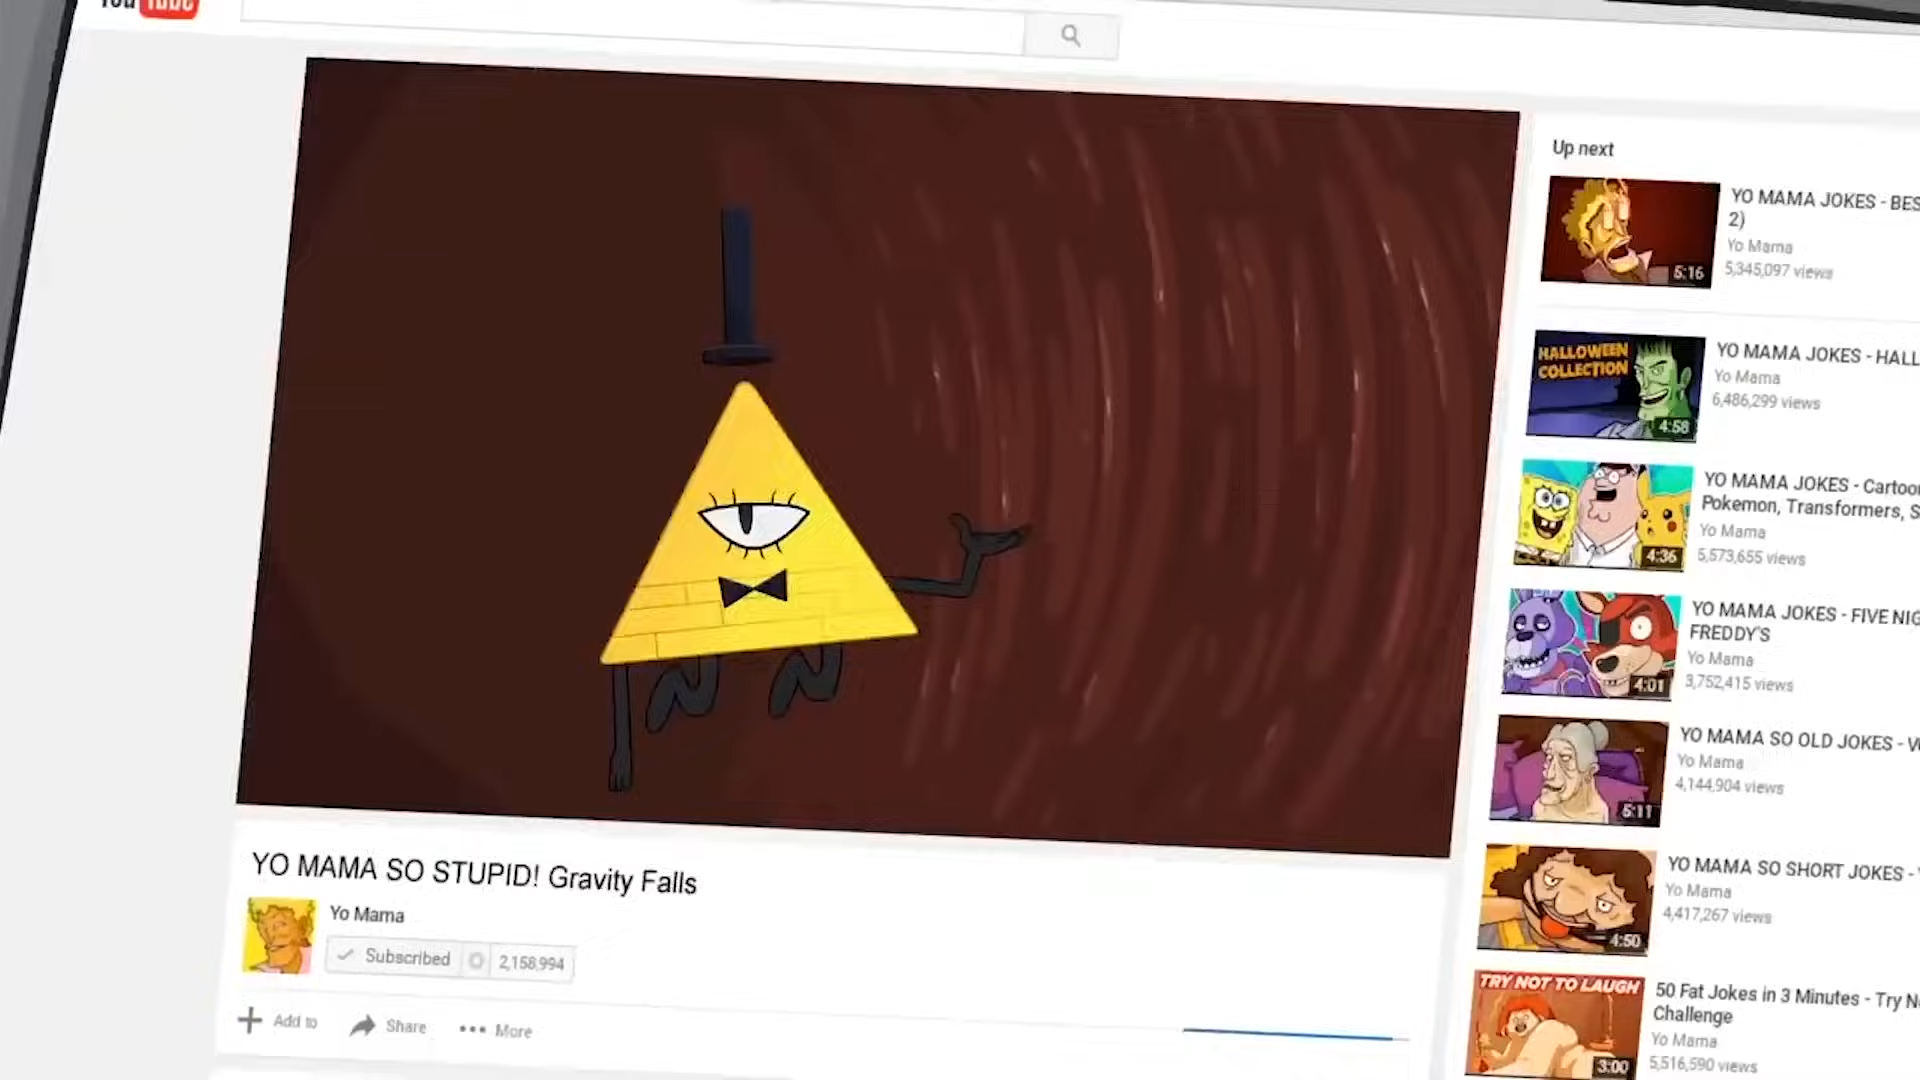 You Tube
Up next
YO MAMA JOKES - BES
2)
Yo Mama
5,345,097 views
5:16
HALLOWEEN
COLLECTION
4:58
YO MAMA JOKES - HALL
Yo Mama
6,486,299 views
4:36
YO MAMA JOKES - Cartoo
Pokemon, Transformers, S
Yo Mama
5,573,655 views
4:01
YO MAMA JOKES - FIVE NIG
FREDDY'S
Yo Mama
3,752,415 views
5:11
YO MAMA SO OLD JOKES - V
Yo Mama
4,144,904 views
4:50
YO MAMA SO SHORT JOKES -
Yo Mama
4,417,267 views
TRY NOT TO LAUGH
3:00
50 Fat Jokes in 3 Minutes - Try N
Challenge
Yo Mama
5,516,590 views
YO MAMA SO STUPID! Gravity Falls
Yo Mama
Subscribed 2,158,994
Add to Share More